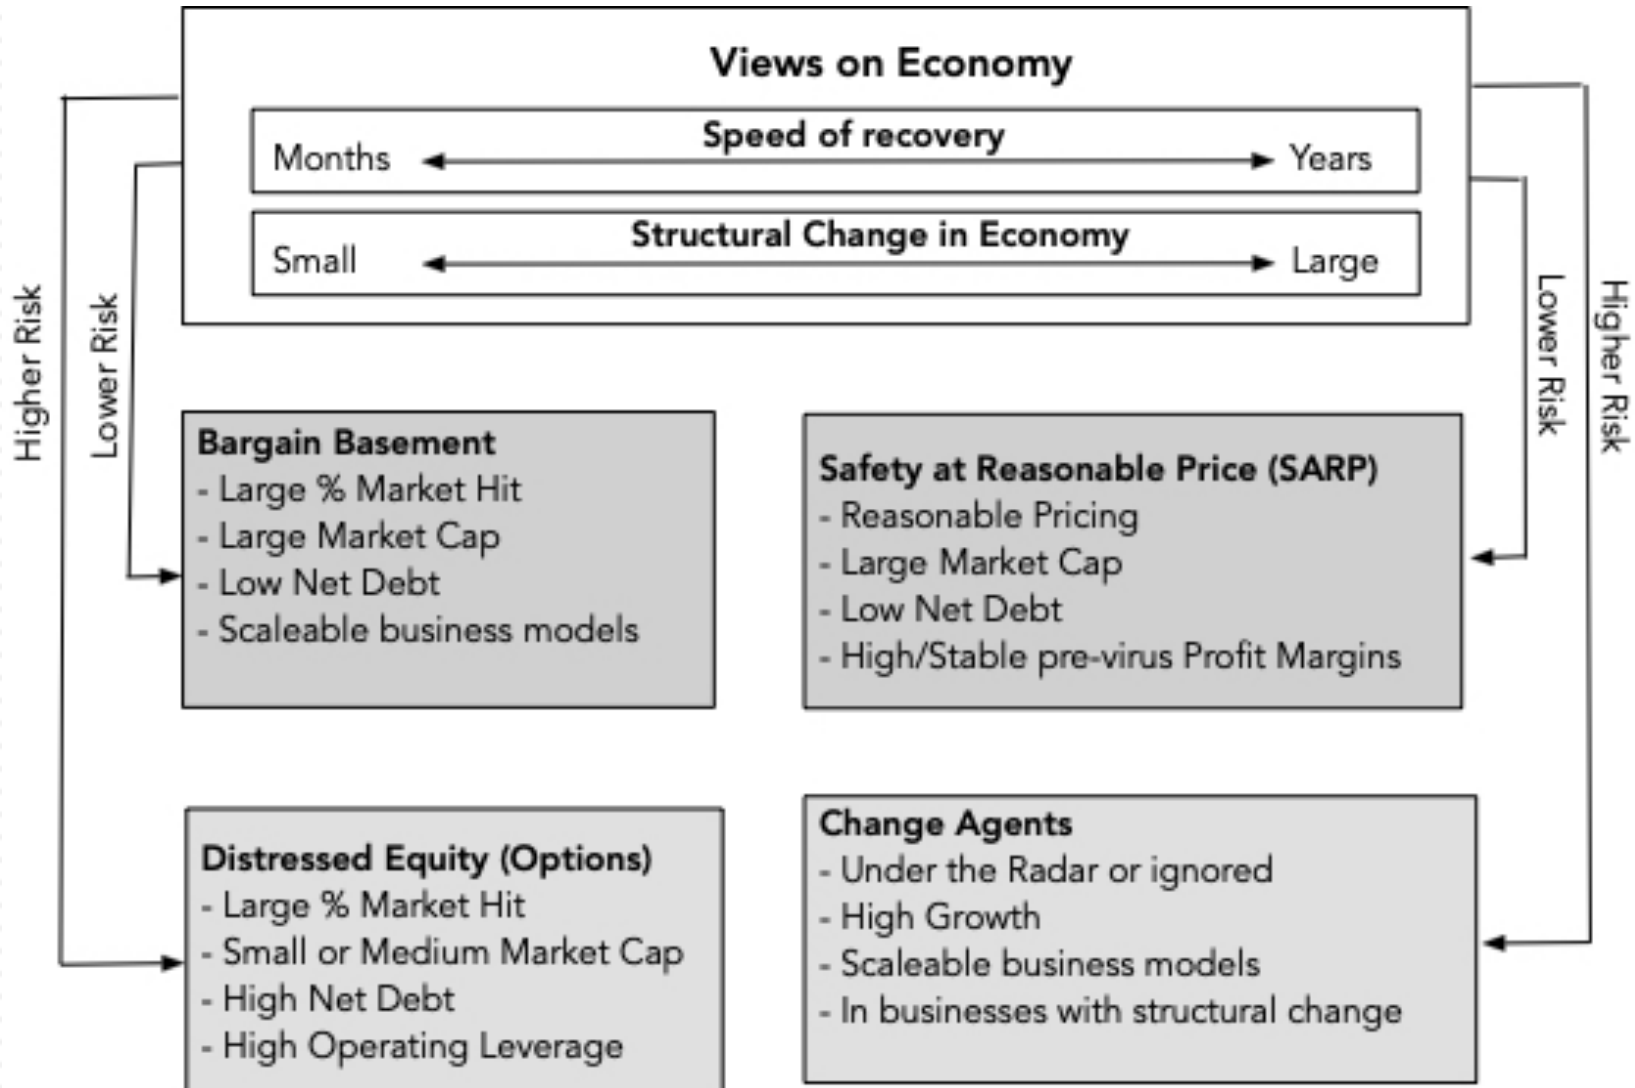 Views on Economy
Speed of recovery
Months
Years
Structural Change in Economy
Small
Large
Higher Risk
Lower Risk
Lower Risk
Higher Risk
Bargain Basement
- Large % Market Hit
- Large Market Cap
- Low Net Debt
- Scaleable business models
Safety at Reasonable Price (SARP)
- Reasonable Pricing
- Large Market Cap
- Low Net Debt
- High/Stable pre-virus Profit Margins
Distressed Equity (Options)
- Large % Market Hit
- Small or Medium Market Cap
- High Net Debt
- High Operating Leverage
Change Agents
- Under the Radar or ignored
- High Growth
- Scaleable business models
- In businesses with structural change